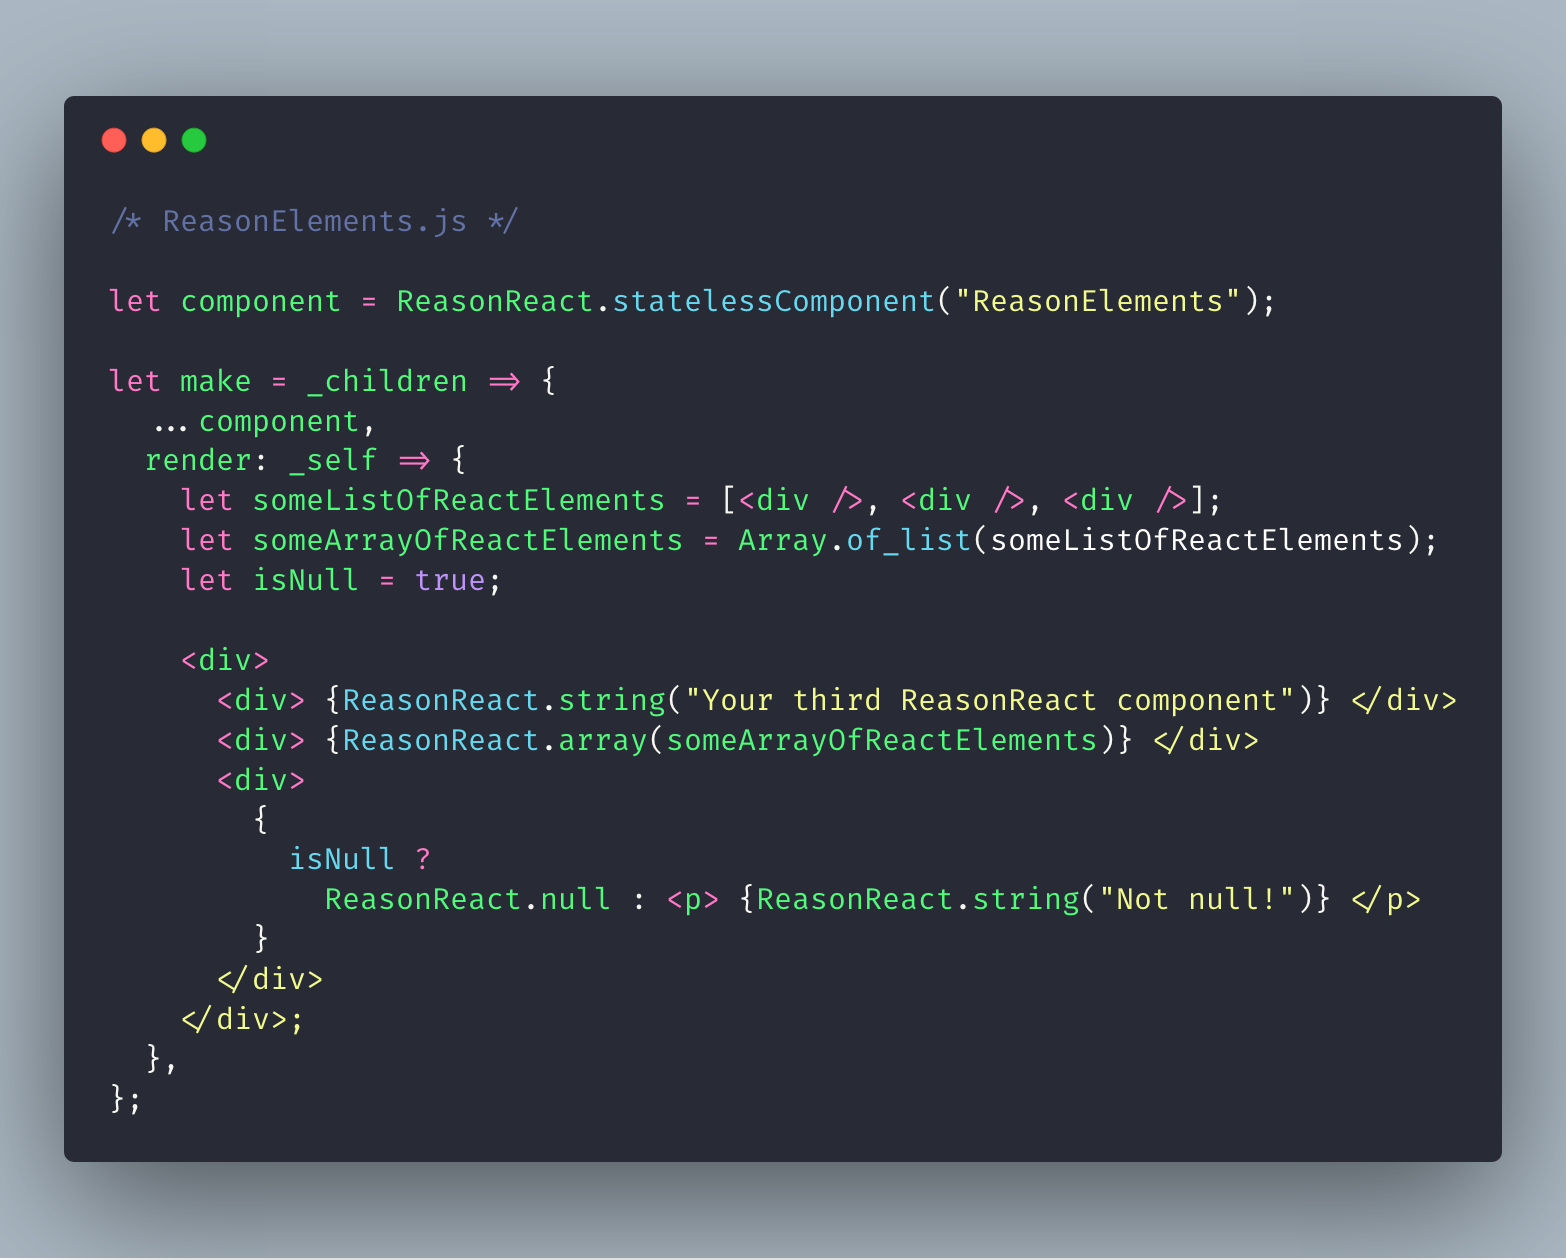 /* ReasonElements.js */
let component = ReasonReact.statelessComponent("ReasonElements");
let make = _children => {
  ...component,
  render: _self => {
    let someListOfReactElements = [<div />, <div />, <div />];
    let someArrayOfReactElements = Array.of_list(someListOfReactElements);
    let isNull = true;
    <div>
      <div> {ReasonReact.string("Your third ReasonReact component")} </div>
      <div> {ReasonReact.array(someArrayOfReactElements)} </div>
      <div>
        {
          isNull ?
            ReasonReact.null : <p> {ReasonReact.string("Not null!")} </p>
        }
      </div>
    </div>;
  },
};